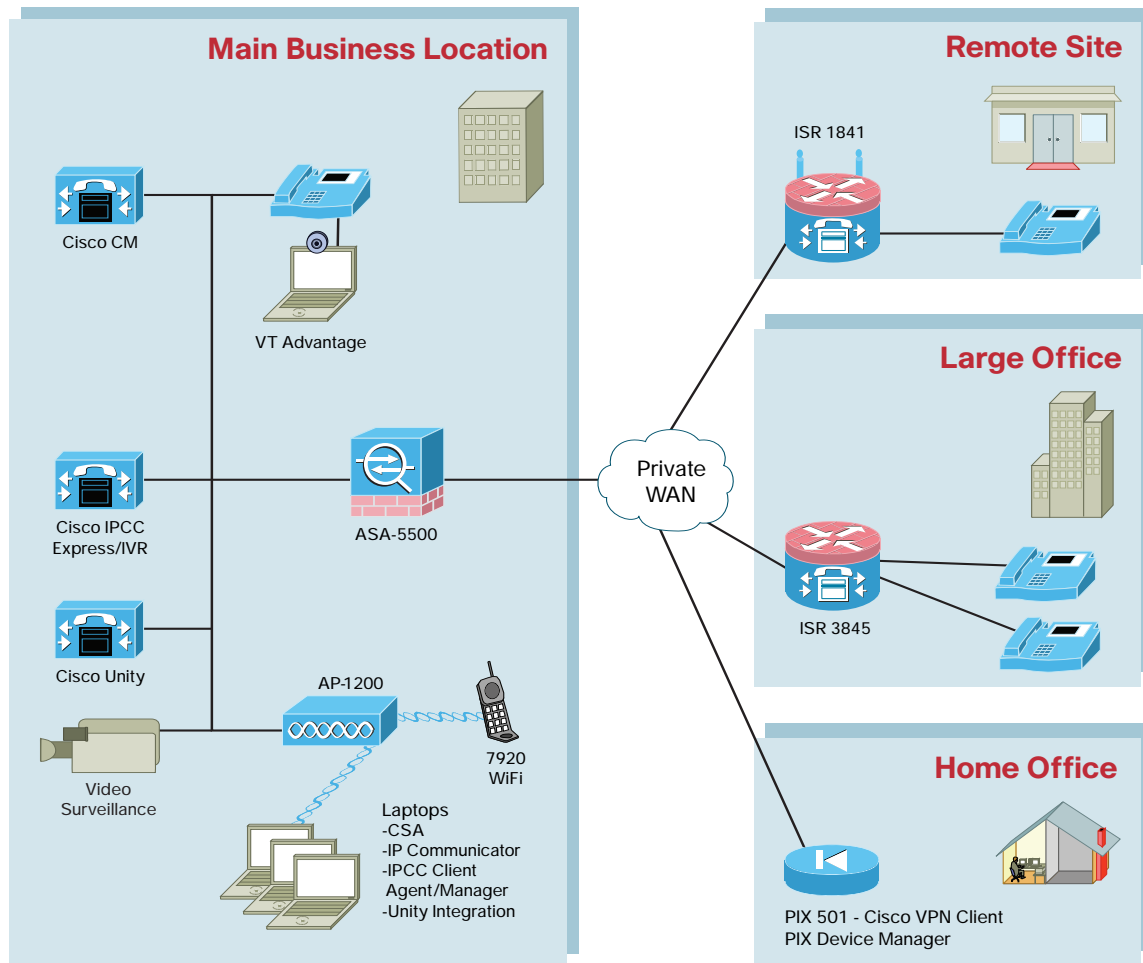 Main Business Location
Cisco CM
VT Advantage
Cisco IPCC
Express/IVR
ASA-5500
Cisco Unity
AP-1200
7920
WiFi
Video
Surveillance
Laptops
-CSA
-IP Communicator
-IPCC Client
Agent/Manager
-Unity Integration
Private
WAN
Remote Site
ISR 1841
Large Office
ISR 3845
Home Office
PIX 501 - Cisco VPN Client
PIX Device Manager